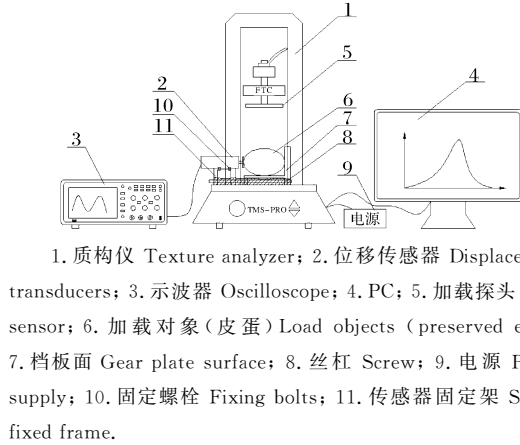 1
2
5
4
10
FTC
6
11
7
3
8
9
TMS-PRO
电源
1.质构仪 Texture analyzer; 2.位移传感器 Displace
transducers; 3.示波器 Oscilloscope; 4.PC; 5.加载探头
sensor; 6.加载对象(皮蛋)Load objects (preserved e
7.档板面 Gear plate surface; 8.丝杠 Screw; 9.电源 P
supply; 10.固定螺栓 Fixing bolts; 11.传感器固定架 S
fixed frame.